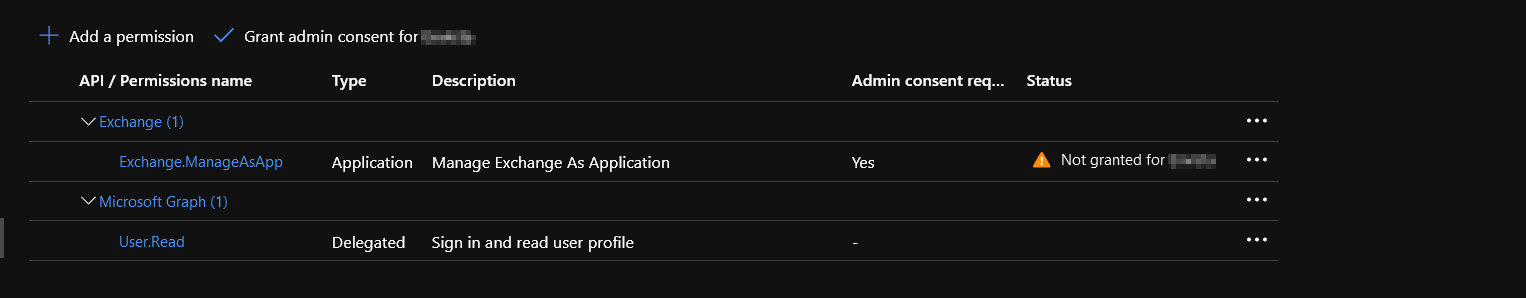 Add a permission Grant admin consent for
API / Permissions name Type Description Admin consent req... Status
Exchange (1) ...
Exchange.ManageAsApp Application Manage Exchange As Application Yes Not granted for ...
Microsoft Graph (1) ...
User.Read Delegated Sign in and read user profile - ...